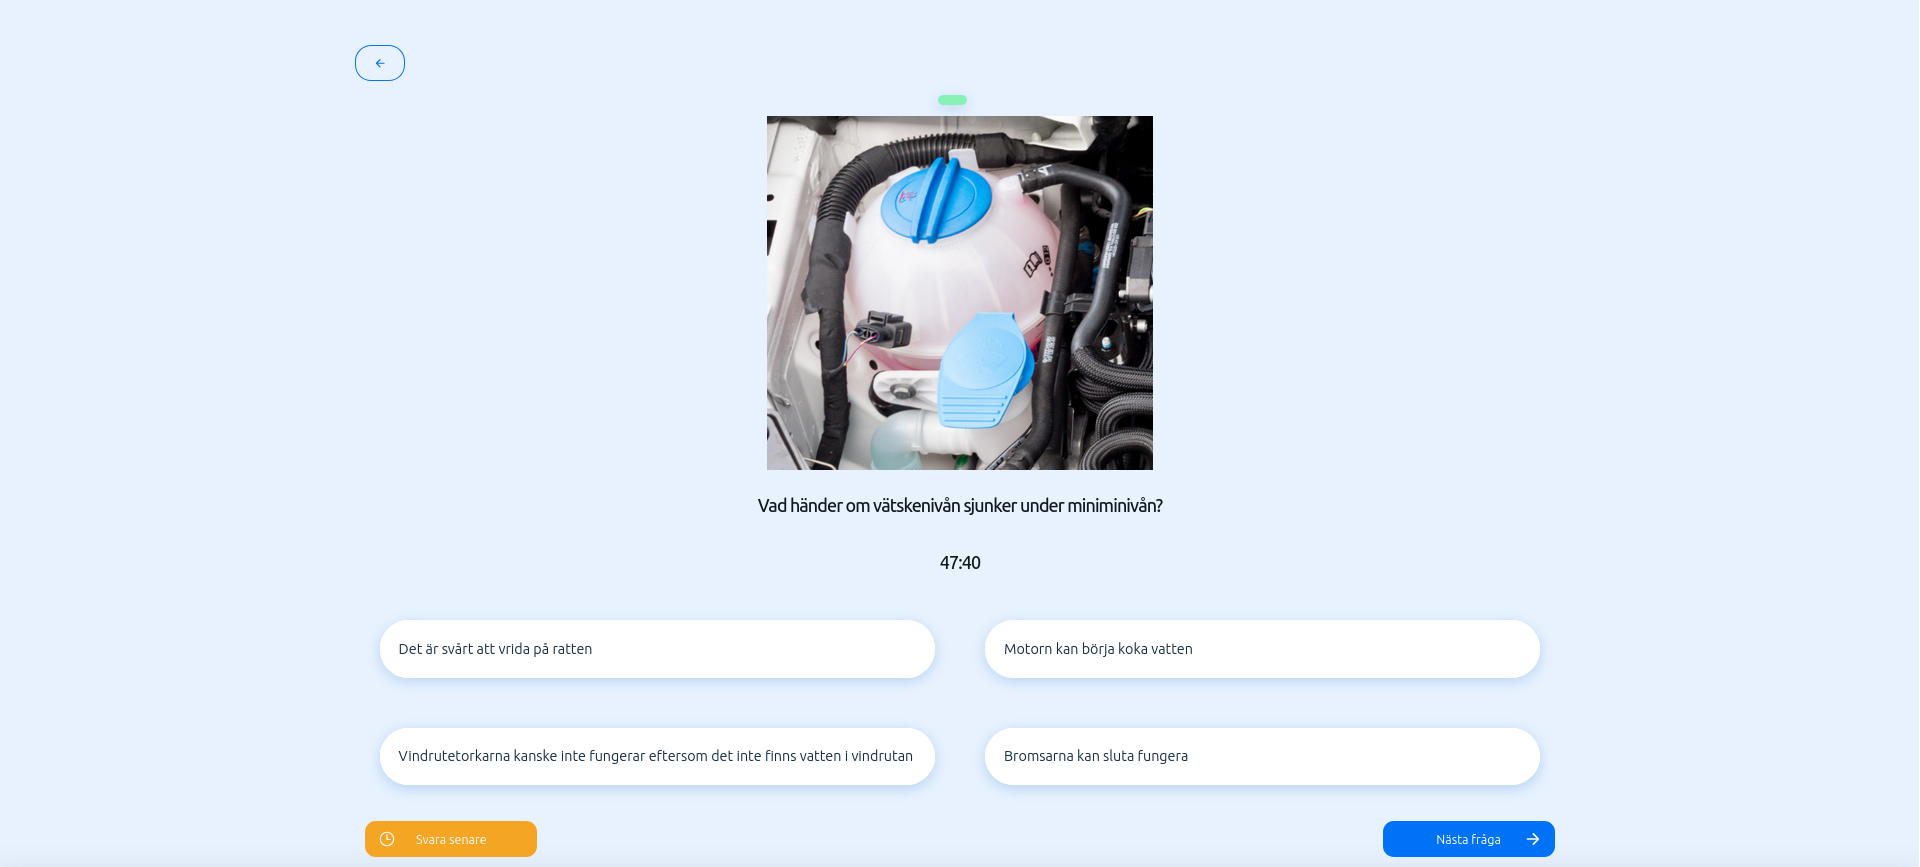 Vad händer om vätskenivån sjunker under miniminivån?
47:40
Det är svårt att vrida på ratten
Motorn kan börja koka vatten
Vindrutetorkarna kanske inte fungerar eftersom det inte finns vatten i vindrutan
Bromsarna kan sluta fungera
Svara senare
Nästa fråga